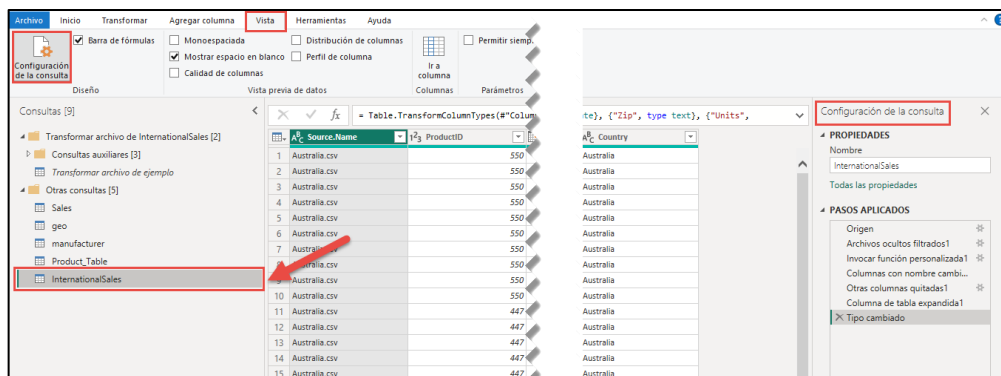 Archivo Inicio Transformar Agregar columna Vista Herramientas Ayuda
Configuración de la consulta
Barra de fórmulas
Diseño
Monoespaciada
Mostrar espacio en blanco
Calidad de columnas
Distribución de columnas
Perfil de columna
Vista previa de datos
Ir a columna
Columnas
Permitir siemp.
Parámetros
Consultas [9]
Transformar archivo de InternationalSales [2]
Consultas auxiliares [3]
Transformar archivo de ejemplo
Otras consultas [5]
Sales
geo
manufacturer
Product_Table
InternationalSales
fx = Table.TransformColumnTypes(#"Colum te}, {"Zip", type text}, {"Units",
ABC Source.Name 123 ProductID ABC Country
1 Australia.csv 550 Australia
2 Australia.csv 550 Australia
3 Australia.csv 550 Australia
4 Australia.csv 550 Australia
5 Australia.csv 550 Australia
6 Australia.csv 550 Australia
7 Australia.csv 550 Australia
8 Australia.csv 550 Australia
Australia.csv 550 Australia
10 Australia.csv 550 Australia
11 Australia.csv 447 Australia
12 Australia.csv 447 Australia
13 Australia.csv 447 Australia
14 Australia.csv 447 Australia
15 Australia.csv 447 Australia
Configuración de la consulta
PROPIEDADES
Nombre
InternationalSales
Todas las propiedades
PASOS APLICADOS
Origen
Archivos ocultos filtrados1
Invocar función personalizada1
Columnas con nombre cambi...
Otras columnas quitadas1
Columna de tabla expandida1
Tipo cambiado